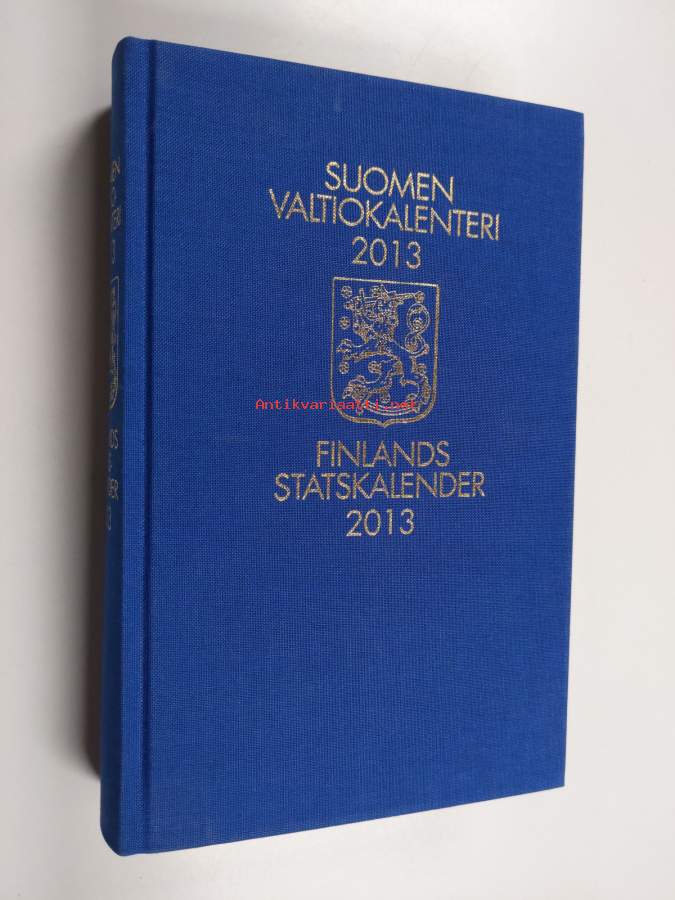 SUOMEN
VALTIOKALENTERI
2013
Antikvariaatti.net
FINLANDS
STATSKALENDER
2013